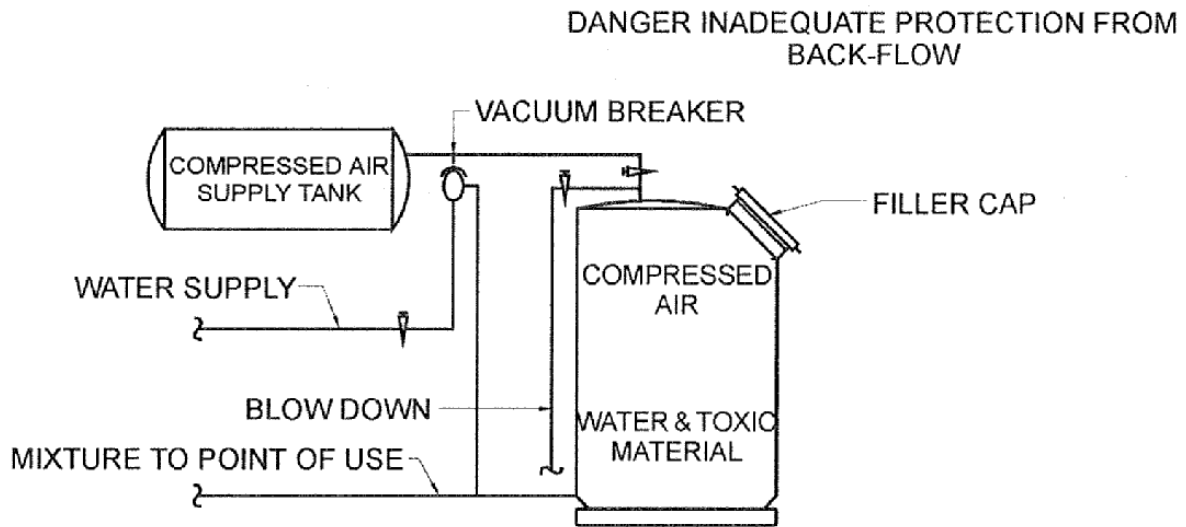 DANGER INADEQUATE PROTECTION FROM
BACK-FLOW
VACUUM BREAKER
COMPRESSED AIR
SUPPLY TANK
FILLER CAP
COMPRESSED
AIR
WATER SUPPLY
BLOW DOWN
WATER & TOXIC
MATERIAL
MIXTURE TO POINT OF USE